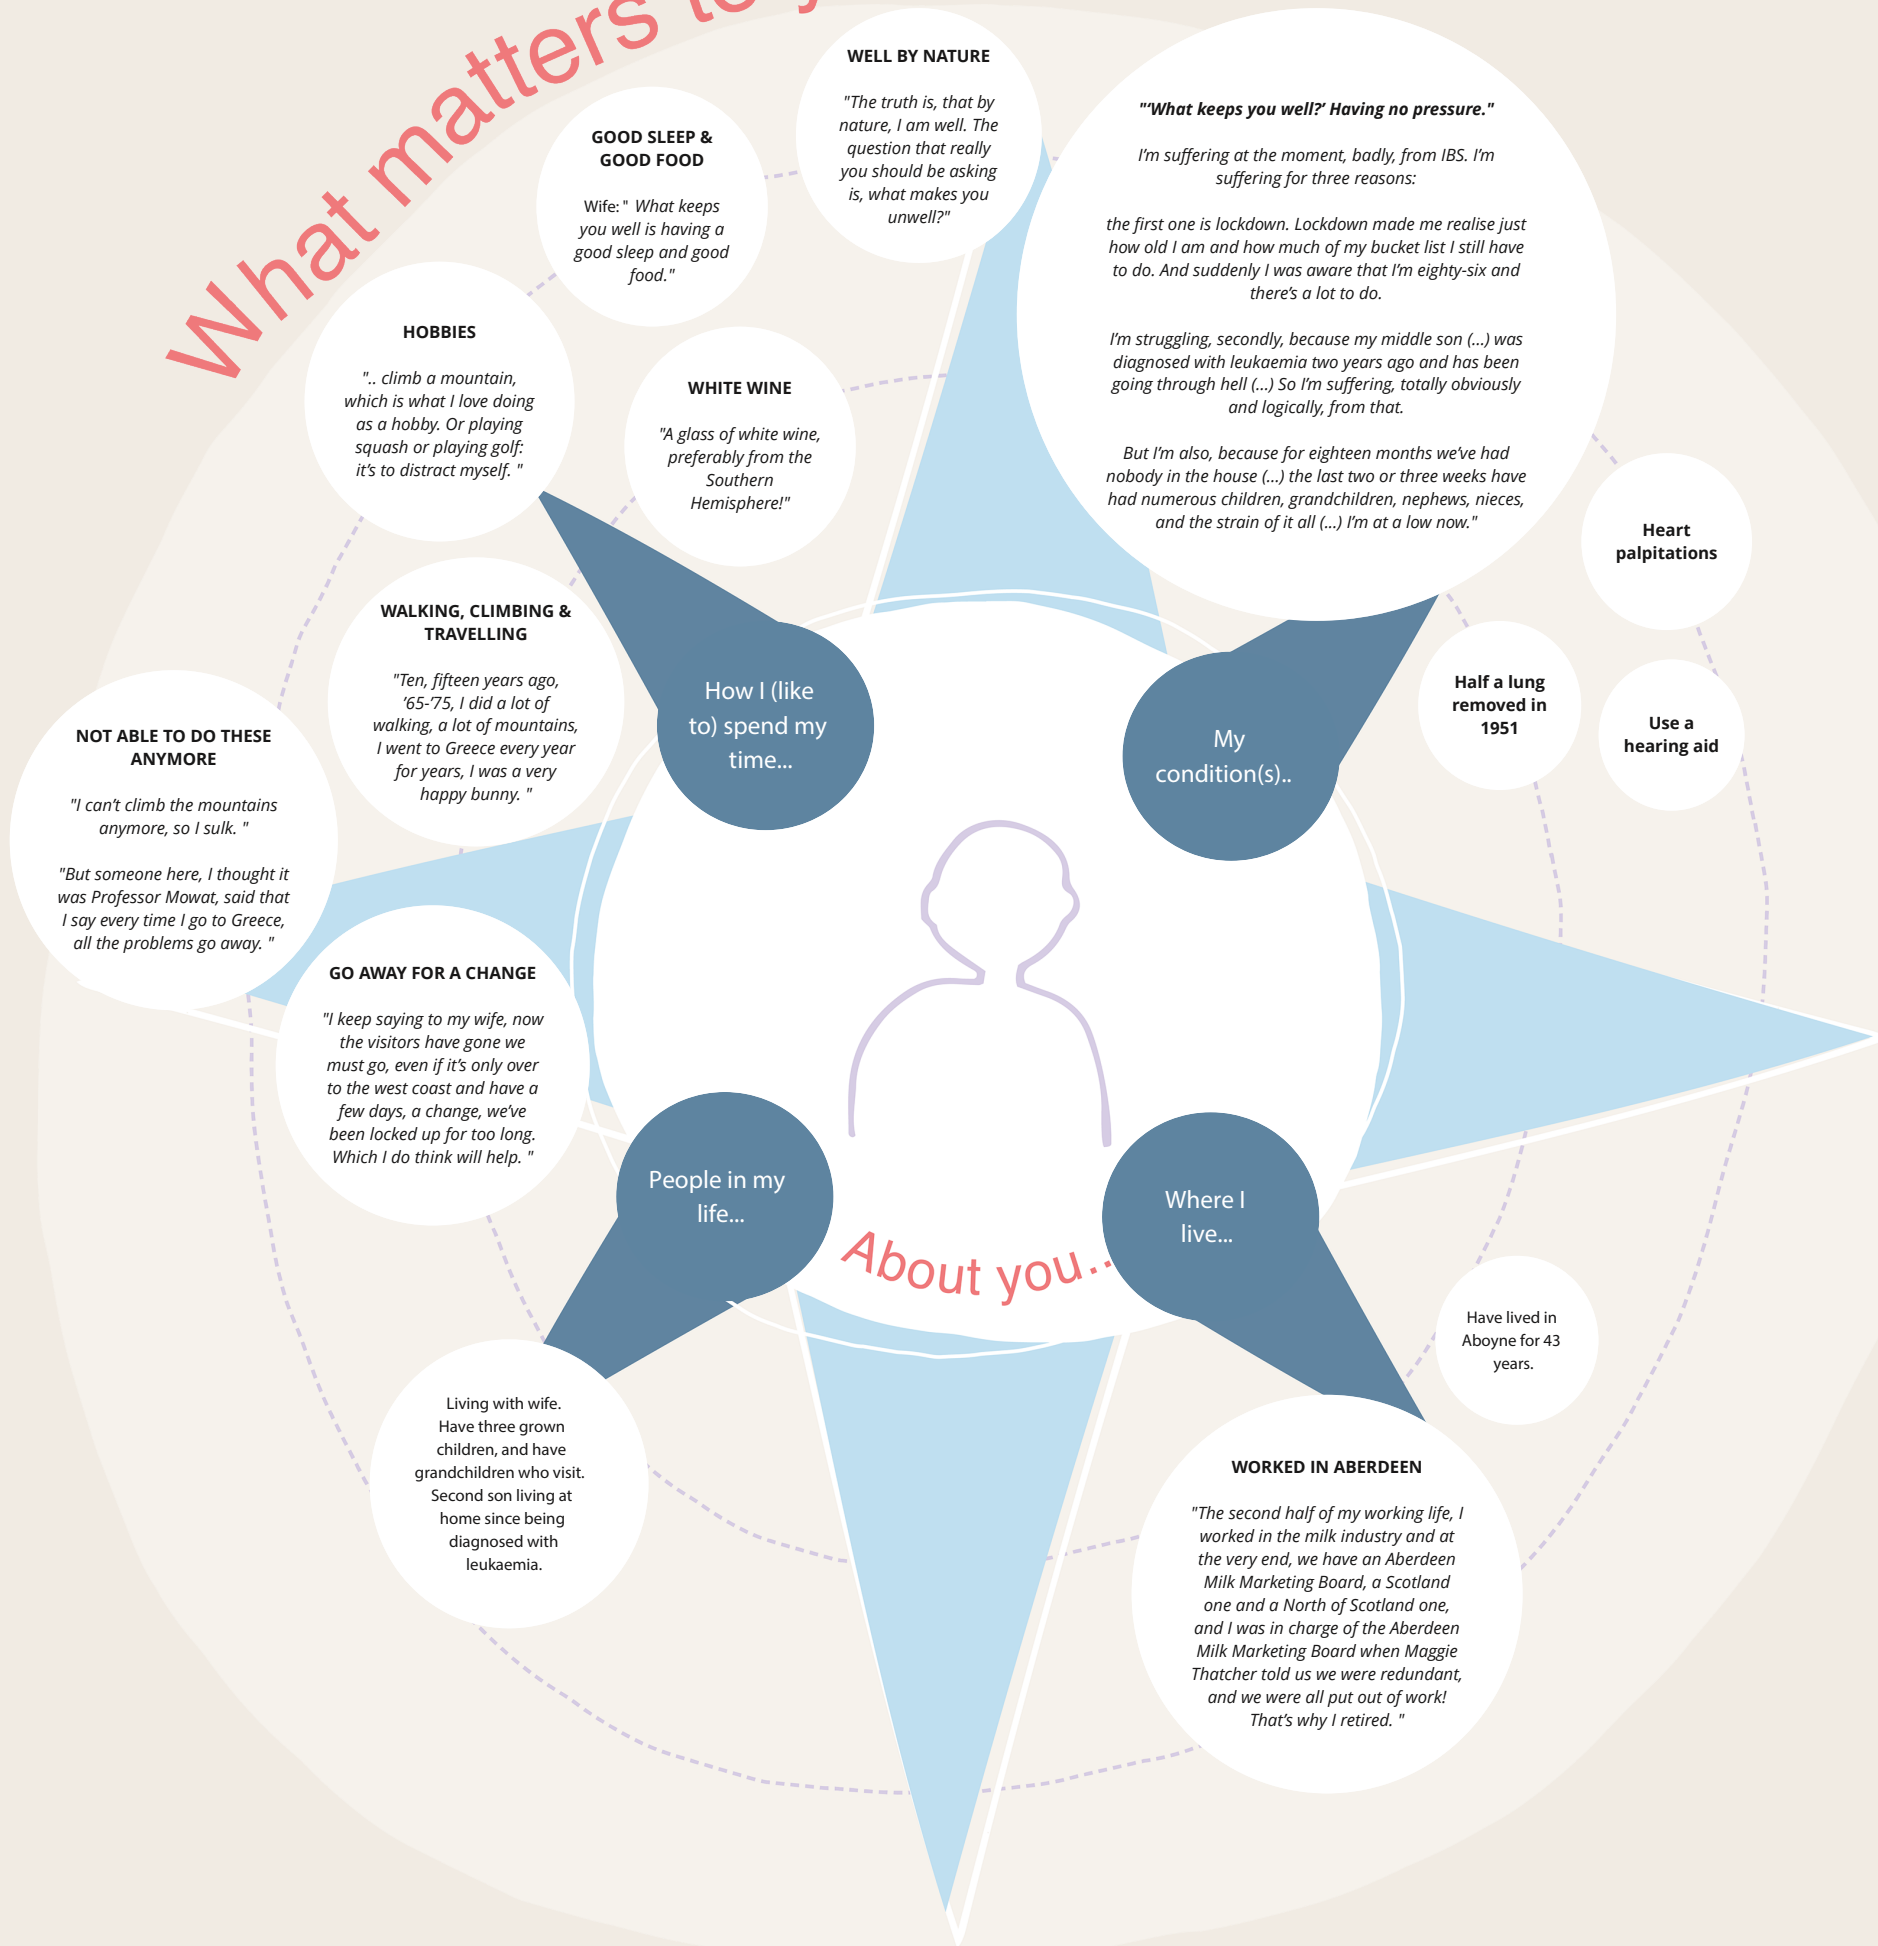 What matters to
WELL BY NATURE
"The truth is, that by
nature, I am well. The
question that really
you should be asking
is, what makes you
unwell?"
GOOD SLEEP &
GOOD FOOD
Wife: " What keeps
you well is having a
good sleep and good
food."
HOBBIES
".. climb a mountain,
which is what I love doing
as a hobby. Or playing
squash or playing golf:
it's to distract myself. "
WHITE WINE
"A glass of white wine,
preferably from the
Southern
Hemisphere!"
WALKING, CLIMBING &
TRAVELLING
"Ten, fifteen years ago,
'65-'75, I did a lot of
walking, a lot of mountains,
I went to Greece every year
for years, I was a very
happy bunny. "
NOT ABLE TO DO THESE
ANYMORE
"I can't climb the mountains
anymore, so I sulk. "
"But someone here, I thought it
was Professor Mowat, said that
I say every time I go to Greece,
all the problems go away. "
GO AWAY FOR A CHANGE
"I keep saying to my wife, now
the visitors have gone we
must go, even if it's only over
to the west coast and have a
few days, a change, we've
been locked up for too long.
Which I do think will help. "
How I (like
to) spend my
time...
"'What keeps you well?' Having no pressure."
I'm suffering at the moment, badly, from IBS. I'm
suffering for three reasons:
the first one is lockdown. Lockdown made me realise just
how old I am and how much of my bucket list I still have
to do. And suddenly I was aware that I'm eighty-six and
there's a lot to do.
I'm struggling, secondly, because my middle son (...) was
diagnosed with leukaemia two years ago and has been
going through hell (...) So I'm suffering, totally obviously
and logically, from that.
But I'm also, because for eighteen months we've had
nobody in the house (...) the last two or three weeks have
had numerous children, grandchildren, nephews, nieces,
and the strain of it all (...) I'm at a low now."
Heart
palpitations
Half a lung
removed in
1951
Use a
hearing aid
My
condition(s)..
People in my
life...
Living with wife.
Have three grown
children, and have
grandchildren who visit.
Second son living at
home since being
diagnosed with
leukaemia.
About you..
Where I
live...
Have lived in
Aboyne for 43
years.
WORKED IN ABERDEEN
"The second half of my working life, I
worked in the milk industry and at
the very end, we have an Aberdeen
Milk Marketing Board, a Scotland
one and a North of Scotland one,
and I was in charge of the Aberdeen
Milk Marketing Board when Maggie
Thatcher told us we were redundant,
and we were all put out of work!
That's why I retired. "